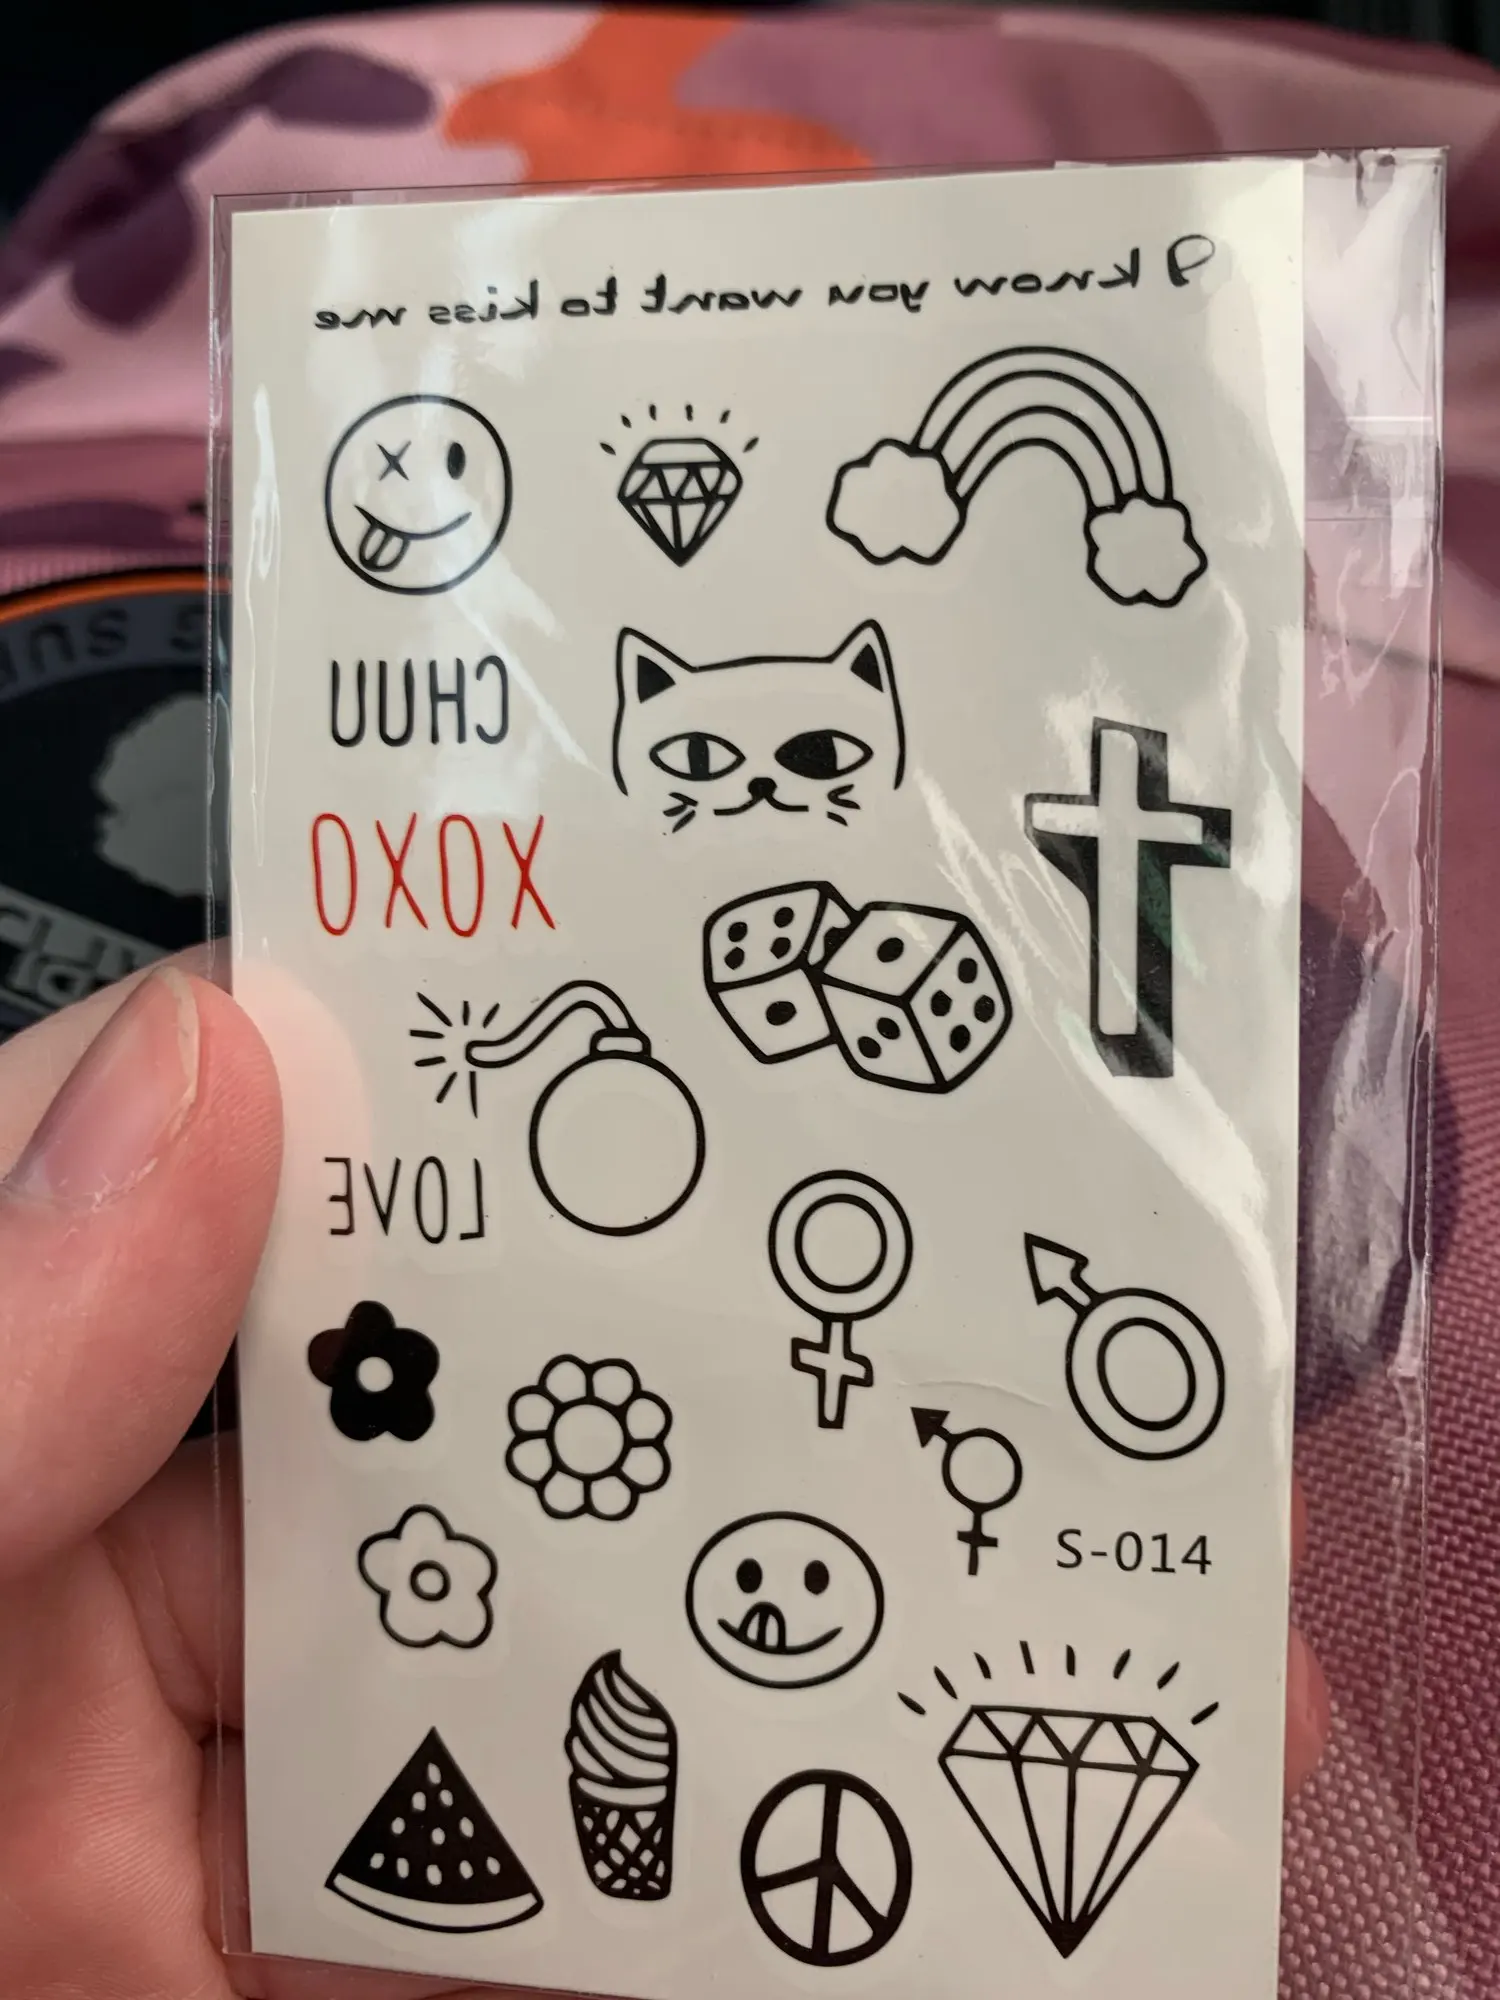 I know you want to kiss me
CHUU
XOXO
LOVE
S-014